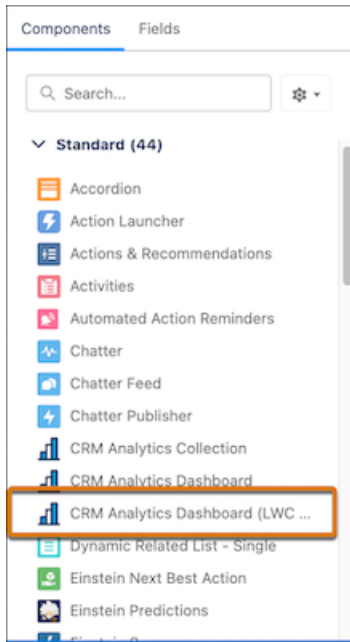 Components Fields
Search...
Standard (44)
Accordion
Action Launcher
Actions & Recommendations
Activities
Automated Action Reminders
Chatter
Chatter Feed
Chatter Publisher
CRM Analytics Collection
CRM Analytics Dashboard
CRM Analytics Dashboard (LWC ...
Dynamic Related List - Single
Einstein Next Best Action
Einstein Predictions